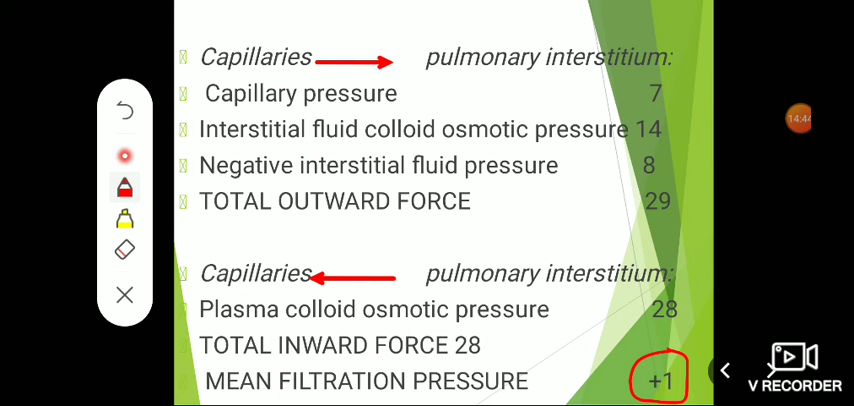 Capillaries pulmonary interstitium:
Capillary pressure 7
Interstitial fluid colloid osmotic pressure 14
Negative interstitial fluid pressure 8
TOTAL OUTWARD FORCE 29
Capillaries pulmonary interstitium:
Plasma colloid osmotic pressure 28
TOTAL INWARD FORCE 28
MEAN FILTRATION PRESSURE +1
14:44
V RECORDER